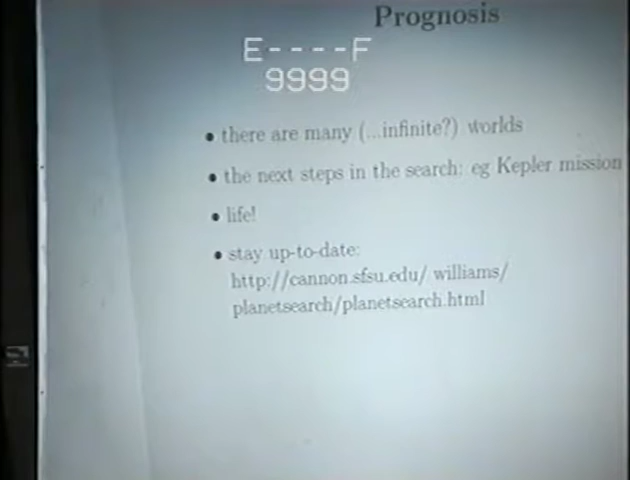 Prognosis
E----F
9999
• there are many (...infinite?) worlds
• the next steps in the search: eg Kepler mission
• life!
• stay up-to-date:
http://cannon.sfsu.edu/ williams/
planetsearch/planetsearch.html